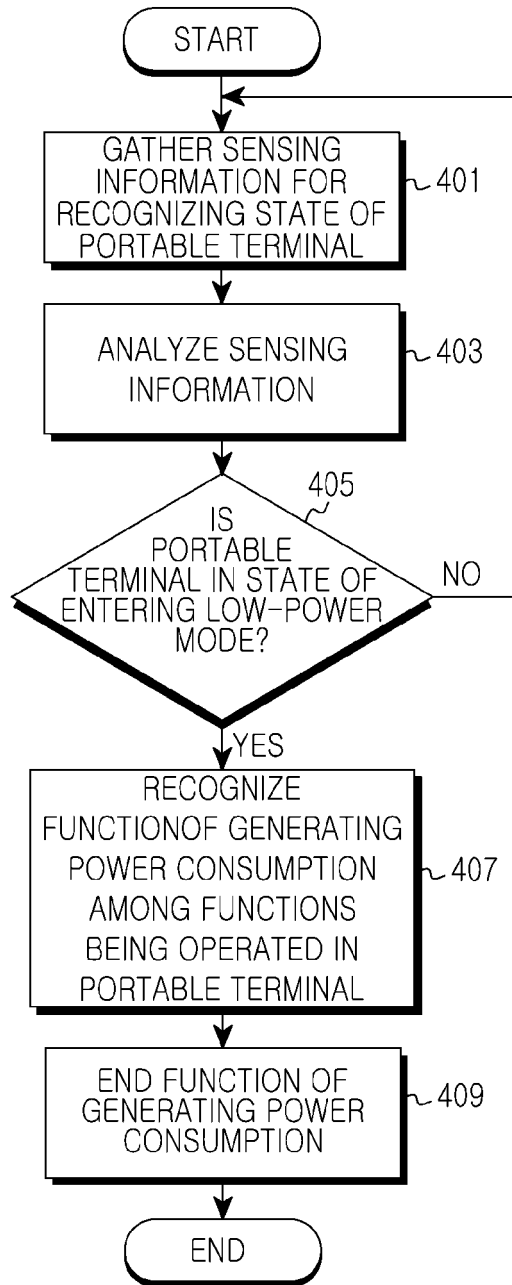 START
GATHER SENSING
INFORMATION FOR
RECOGNIZING STATE OF
PORTABLE TERMINAL
401
ANALYZE SENSING
INFORMATION
403
405
IS
PORTABLE
TERMINAL IN STATE OF
ENTERING LOW-POWER
MODE?
NO
YES
RECOGNIZE
FUNCTIONOF GENERATING
POWER CONSUMPTION
AMONG FUNCTIONS
BEING OPERATED IN
PORTABLE TERMINAL
407
END FUNCTION OF
GENERATING POWER
CONSUMPTION
409
END